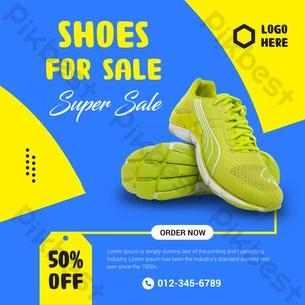 SHOES
FOR SALE
Super Sale
LOGO
HERE
ORDER NOW
Lorem Ipsum is simply dummy text of the printing and typesetting
industry. Lorem Ipsum has been the industry's standard dummy text ever
since the 1500s.
50%
OFF
012-345-6789
Pikbest